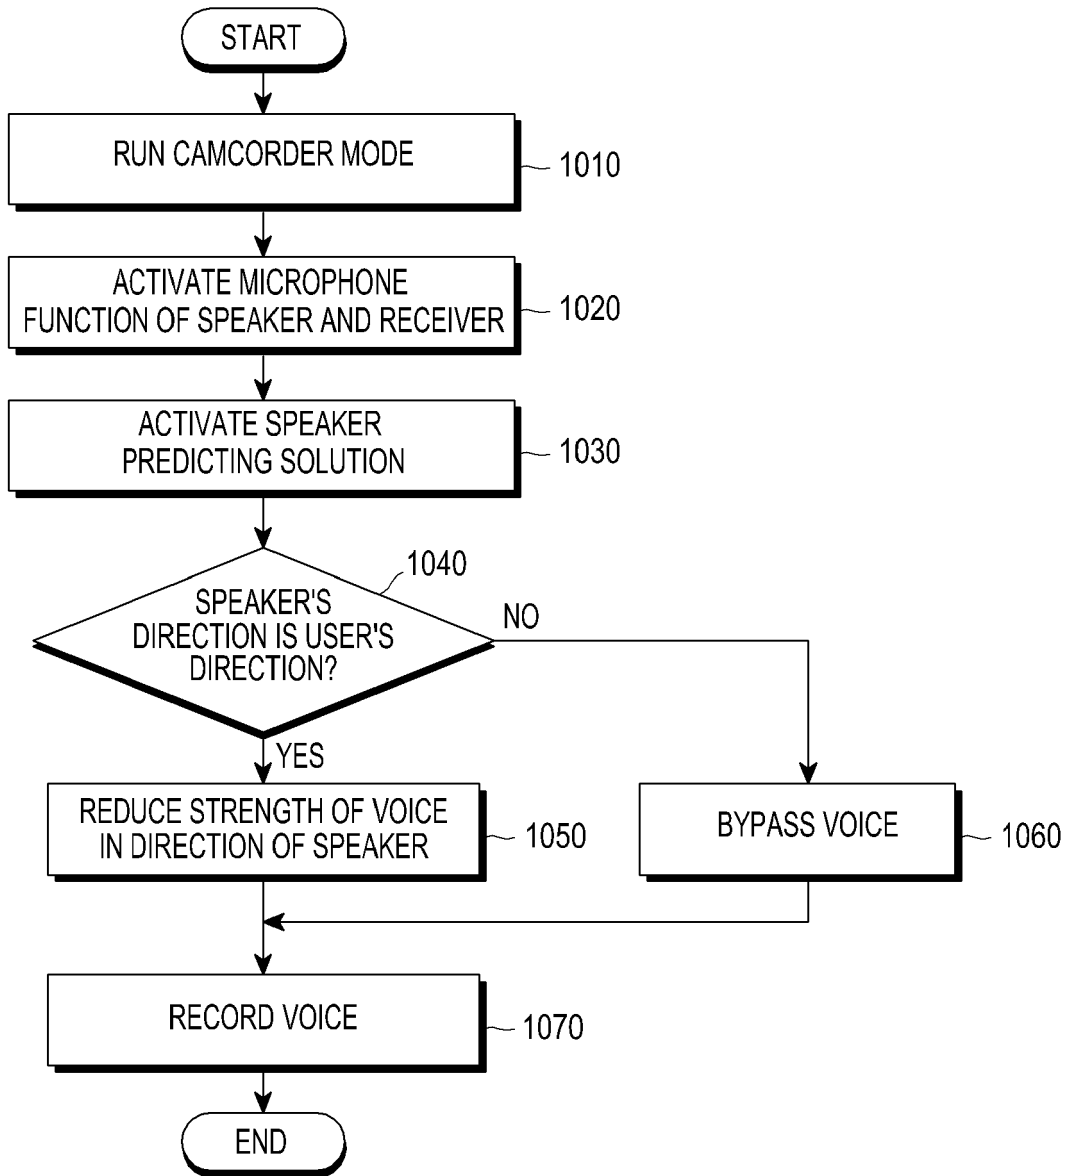 START
RUN CAMCORDER MODE
1010
ACTIVATE MICROPHONE
FUNCTION OF SPEAKER AND RECEIVER
1020
ACTIVATE SPEAKER
PREDICTING SOLUTION
1030
1040
SPEAKER'S
DIRECTION IS USER'S
DIRECTION?
NO
YES
REDUCE STRENGTH OF VOICE
IN DIRECTION OF SPEAKER
1050
BYPASS VOICE
1060
RECORD VOICE
1070
END